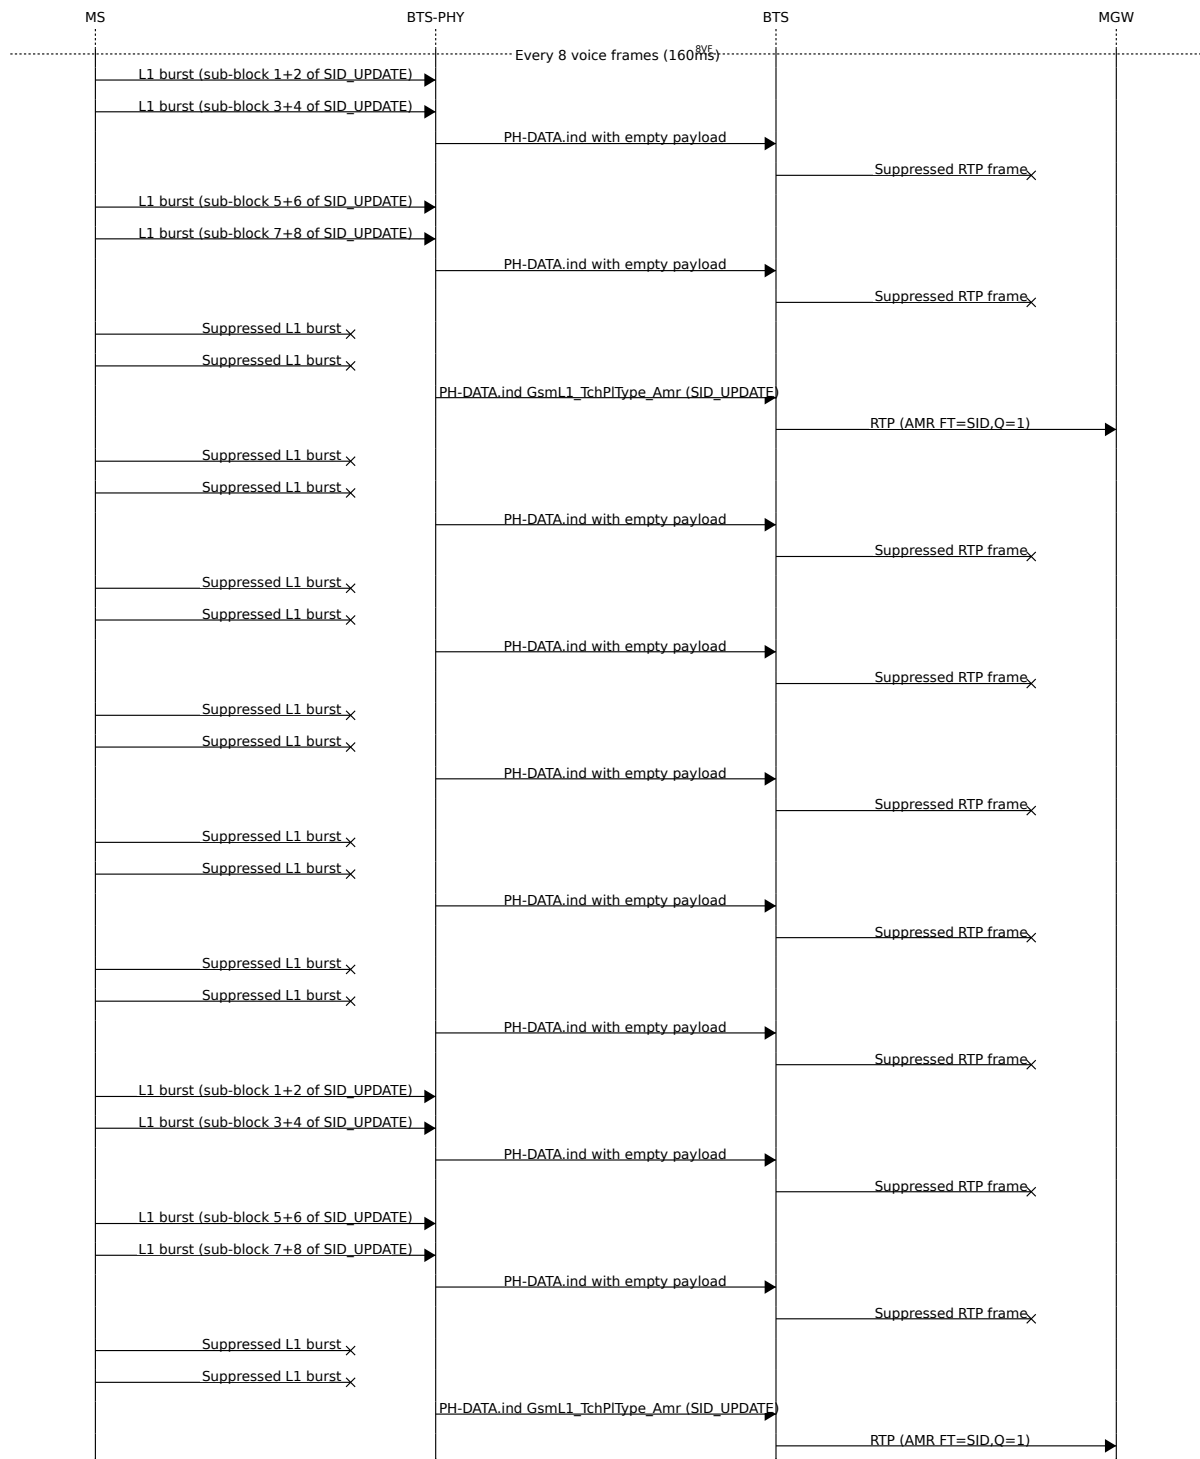 MS BTS-PHY BTS MGW
Every 8 voice frames (160ms) 8VF
L1 burst (sub-block 1+2 of SID_UPDATE)
L1 burst (sub-block 3+4 of SID_UPDATE)
PH-DATA.ind with empty payload
Suppressed RTP frame
L1 burst (sub-block 5+6 of SID_UPDATE)
L1 burst (sub-block 7+8 of SID_UPDATE)
PH-DATA.ind with empty payload
Suppressed RTP frame
Suppressed L1 burst
Suppressed L1 burst
PH-DATA.ind GsmL1_TchPlType_Amr (SID_UPDATE)
RTP (AMR FT=SID,Q=1)
Suppressed L1 burst
Suppressed L1 burst
PH-DATA.ind with empty payload
Suppressed RTP frame
Suppressed L1 burst
Suppressed L1 burst
PH-DATA.ind with empty payload
Suppressed RTP frame
Suppressed L1 burst
Suppressed L1 burst
PH-DATA.ind with empty payload
Suppressed RTP frame
Suppressed L1 burst
Suppressed L1 burst
PH-DATA.ind with empty payload
Suppressed RTP frame
Suppressed L1 burst
Suppressed L1 burst
PH-DATA.ind with empty payload
Suppressed RTP frame
L1 burst (sub-block 1+2 of SID_UPDATE)
L1 burst (sub-block 3+4 of SID_UPDATE)
PH-DATA.ind with empty payload
Suppressed RTP frame
L1 burst (sub-block 5+6 of SID_UPDATE)
L1 burst (sub-block 7+8 of SID_UPDATE)
PH-DATA.ind with empty payload
Suppressed RTP frame
Suppressed L1 burst
Suppressed L1 burst
PH-DATA.ind GsmL1_TchPlType_Amr (SID_UPDATE)
RTP (AMR FT=SID,Q=1)